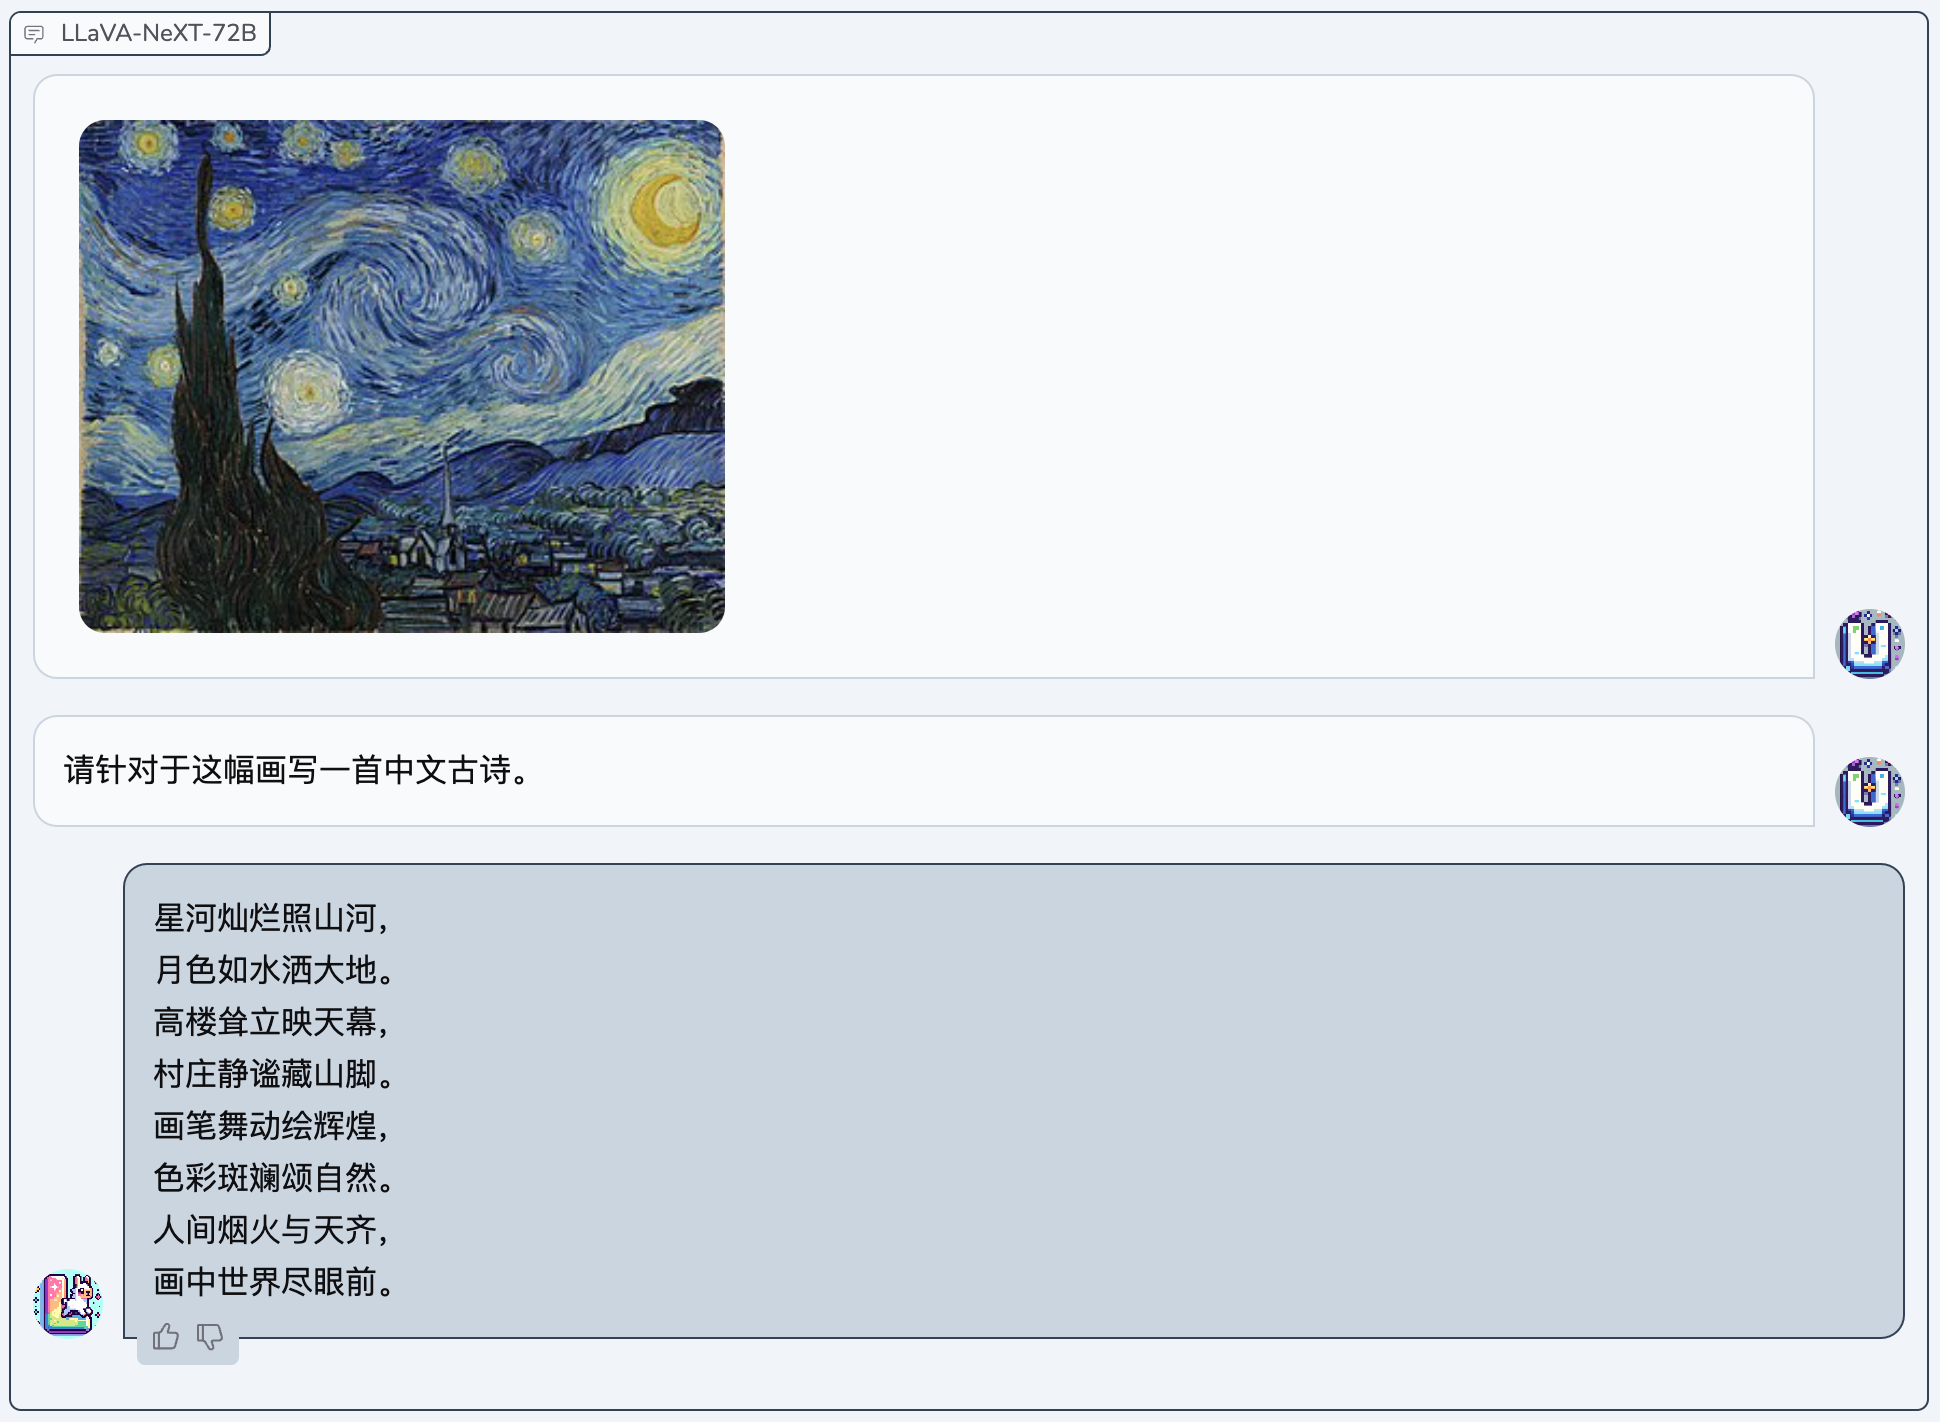 LLaVA-NeXT-72B
请针对于这幅画写一首中文古诗。
星河灿烂照山河，
月色如水洒大地。
高楼耸立映天幕，
村庄静谧藏山脚。
画笔舞动绘辉煌，
色彩斑斓颂自然。
人间烟火与天齐，
画中世界尽眼前。